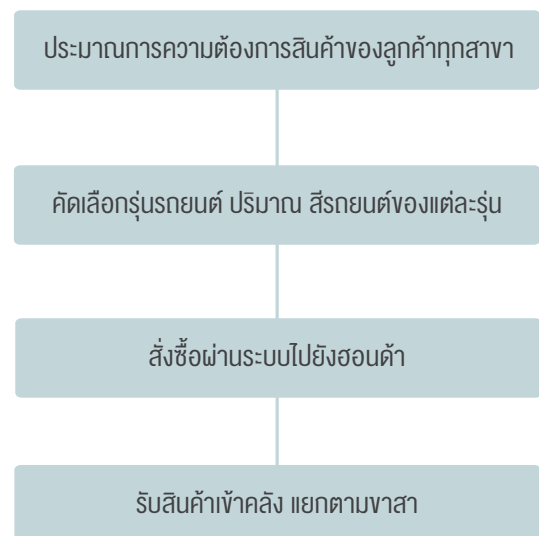 ประมาณการความต้องการสินค้าของลูกค้าทุกสาขา
คัดเลือกรุ่นรถยนต์ ปริมาณ สีรถยนต์ของแต่ละรุ่น
สั่งซื้อผ่านระบบไปยังฮอนด้า
รับสินค้าเข้าคลัง แยกตามขาสา